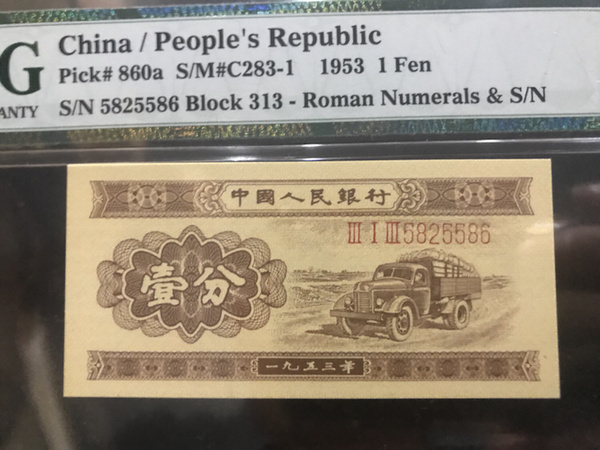 G
ANTY
China / People's Republic
Pick# 860a S/M#C283-1 1953 1 Fen
S/N 5825586 Block 313 - Roman Numerals & S/N
中國人民銀行
III I III 5825586
壹分
一九五三年